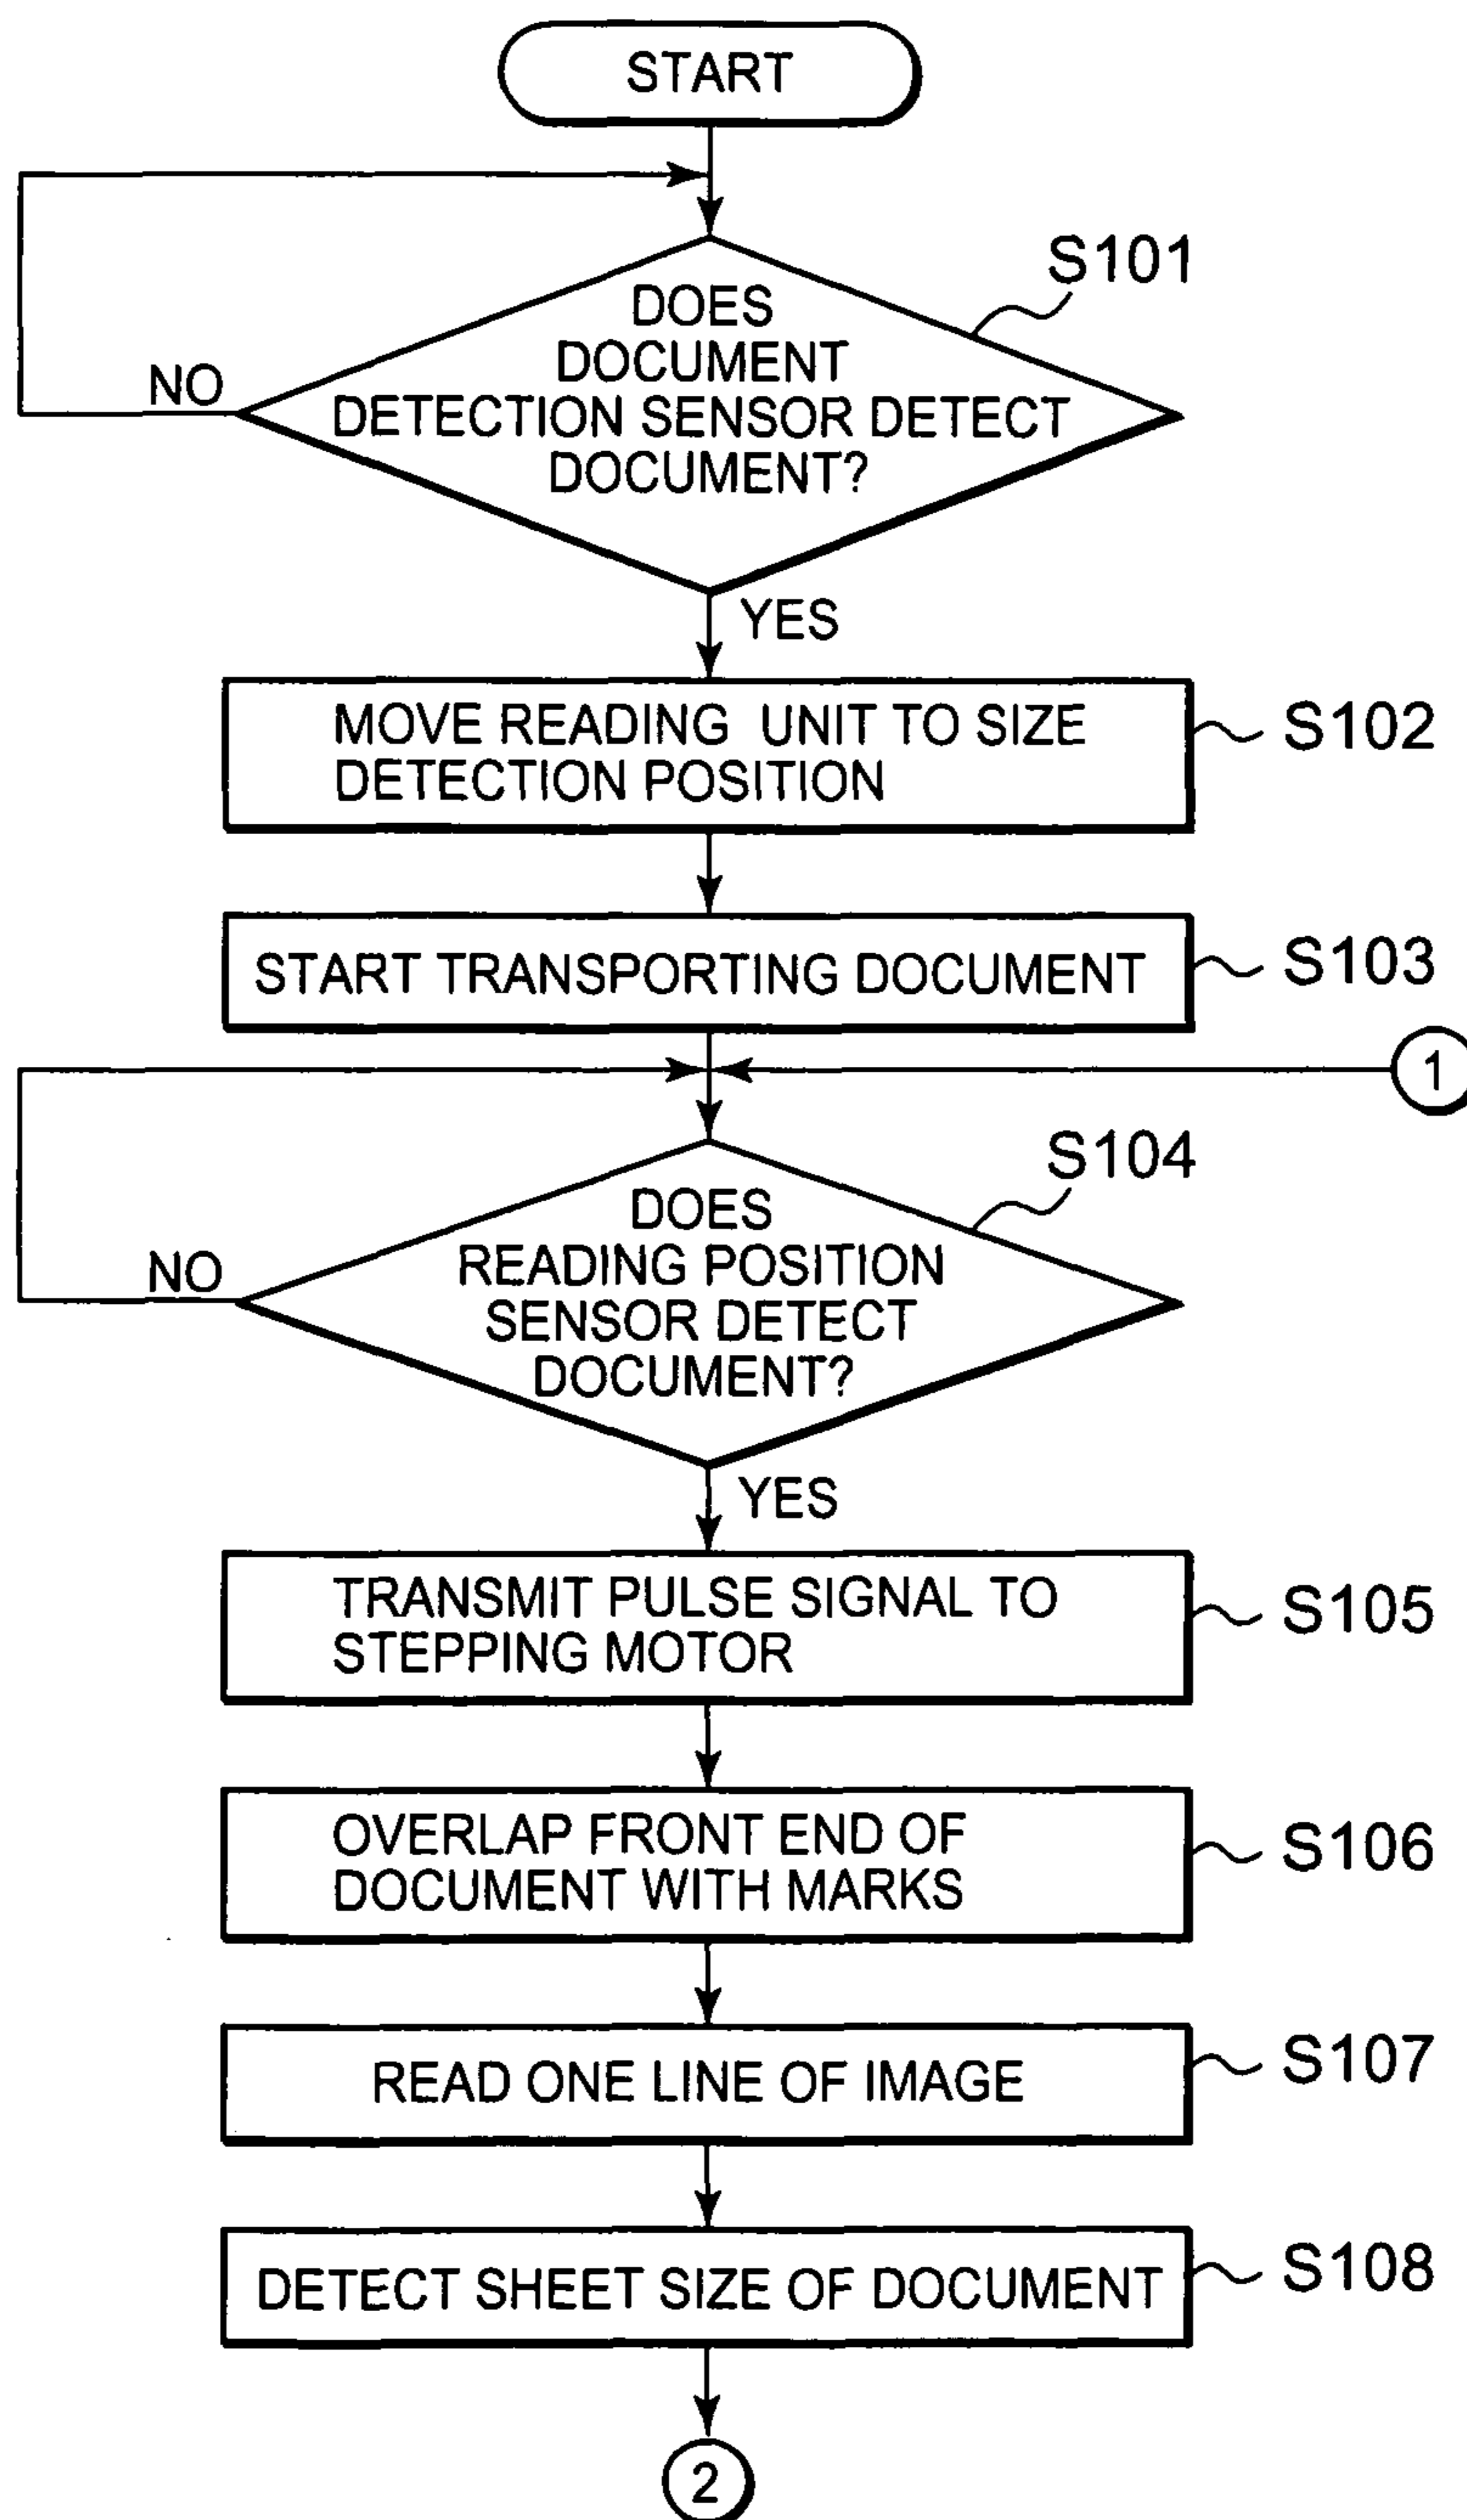 START
S101
DOES
DOCUMENT
DETECTION SENSOR DETECT
DOCUMENT?
NO
YES
MOVE READING UNIT TO SIZE
DETECTION POSITION
S102
START TRANSPORTING DOCUMENT
S103
1
S104
DOES
READING POSITION
SENSOR DETECT
DOCUMENT?
NO
YES
TRANSMIT PULSE SIGNAL TO
STEPPING MOTOR
S105
OVERLAP FRONT END OF
DOCUMENT WITH MARKS
S106
READ ONE LINE OF IMAGE
S107
DETECT SHEET SIZE OF DOCUMENT
S108
2